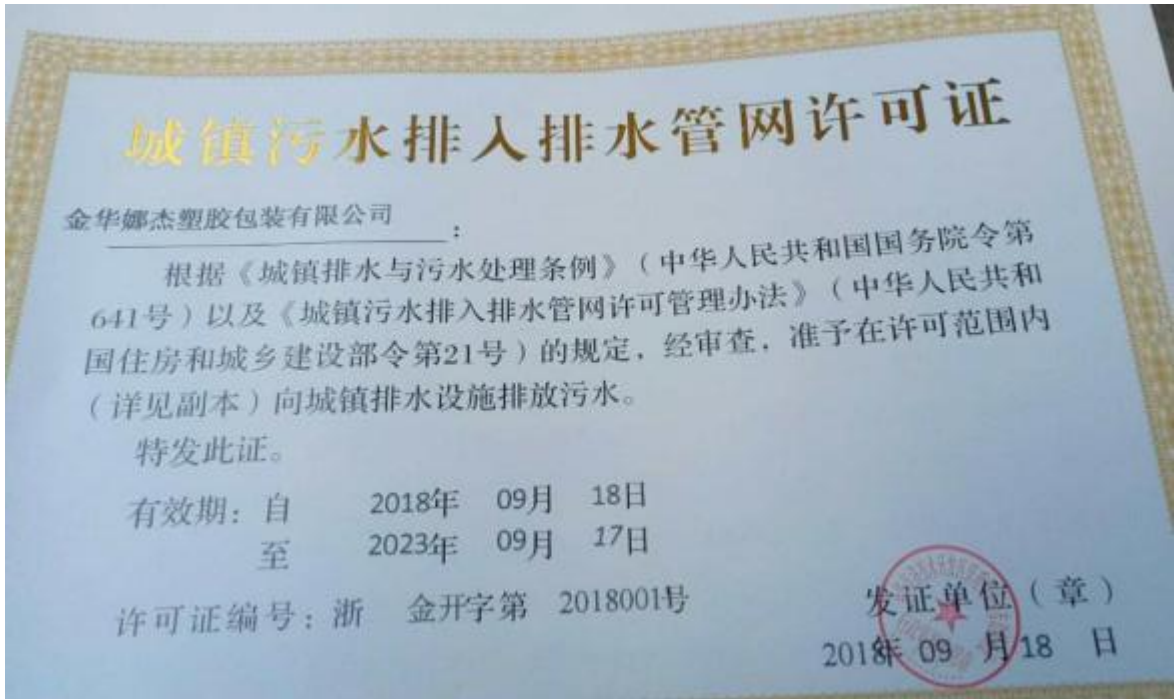 城镇污水排入排水管网许可证
金华娜杰塑胶包装有限公司：
根据《城镇排水与污水处理条例》（中华人民共和国国务院令第
641号）以及《城镇污水排入排水管网许可管理办法》（中华人民共和
国住房和城乡建设部令第21号）的规定，经审查，准予在许可范围内
（详见副本）向城镇排水设施排放污水。
特发此证。
有效期：自 2018年 09月 18日
至 2023年 09月 17日
许可证编号：浙 金开字第 2018001号
发证单位（章）
2018年 09 月 18 日